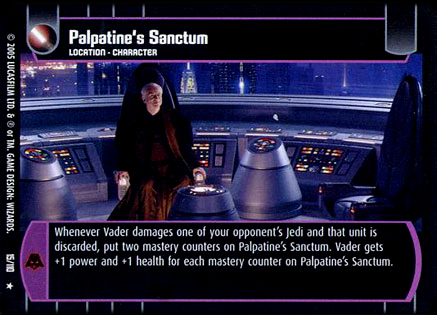 Palpatine's Sanctum
LOCATION - CHARACTER
© 2005 LUCASFILM LTD. & ® or TM. GAME DESIGN: WIZARDS.
15/110
Whenever Vader damages one of your opponent's Jedi and that unit is
discarded, put two mastery counters on Palpatine's Sanctum. Vader gets
+1 power and +1 health for each mastery counter on Palpatine's Sanctum.